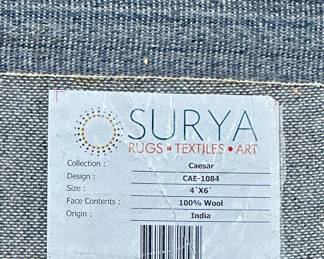 SURYA
RUGS • TEXTILES • ART
Collection : Caesar
Design : CAE-1084
Size : 4`X6`
Face Contents : 100% Wool
Origin : India